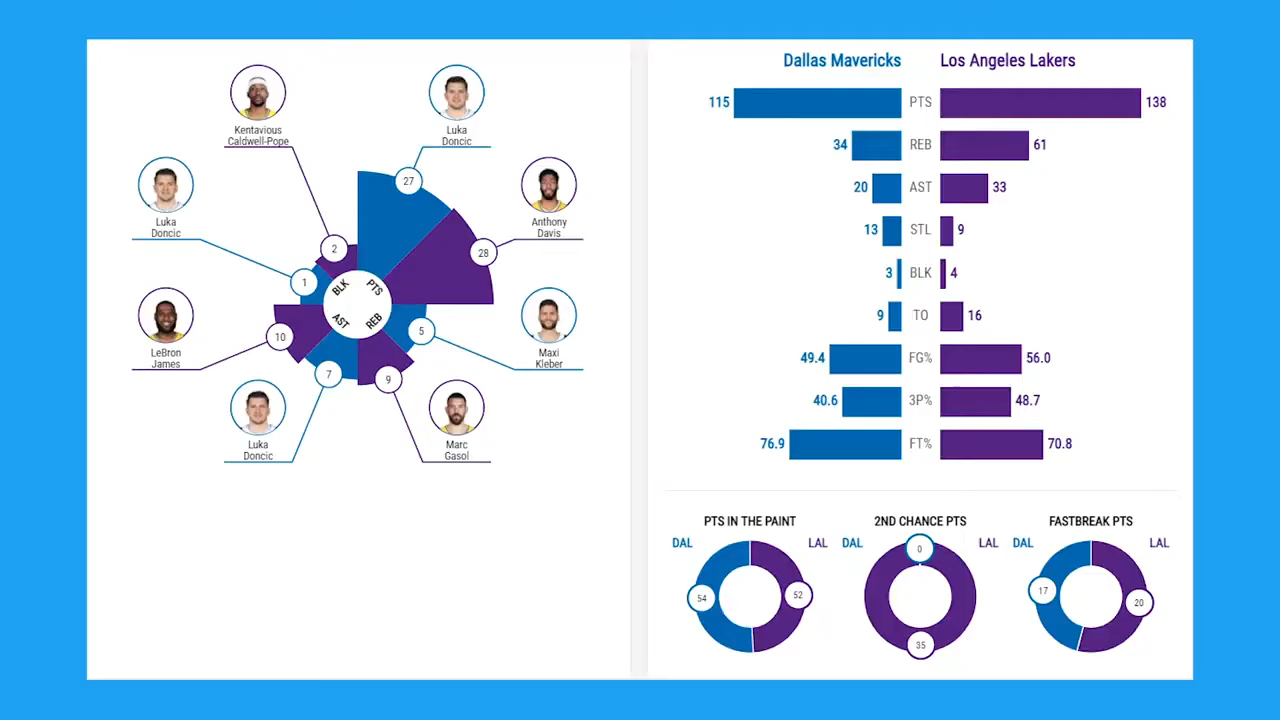 Kentavious
Caldwell-Pope
Luka
Doncic
27
Luka
Doncic
Anthony
Davis
2
28
1
BLK
PTS
LeBron
James
AST
REB
Maxi
Kleber
10
5
7
9
Luka
Doncic
Marc
Gasol
Dallas Mavericks Los Angeles Lakers
115 PTS 138
34 REB 61
20 AST 33
13 STL 9
3 BLK 4
9 TO 16
49.4 FG% 56.0
40.6 3P% 48.7
76.9 FT% 70.8
PTS IN THE PAINT
DAL LAL
54 52
2ND CHANCE PTS
DAL LAL
0
35
FASTBREAK PTS
DAL LAL
17 20